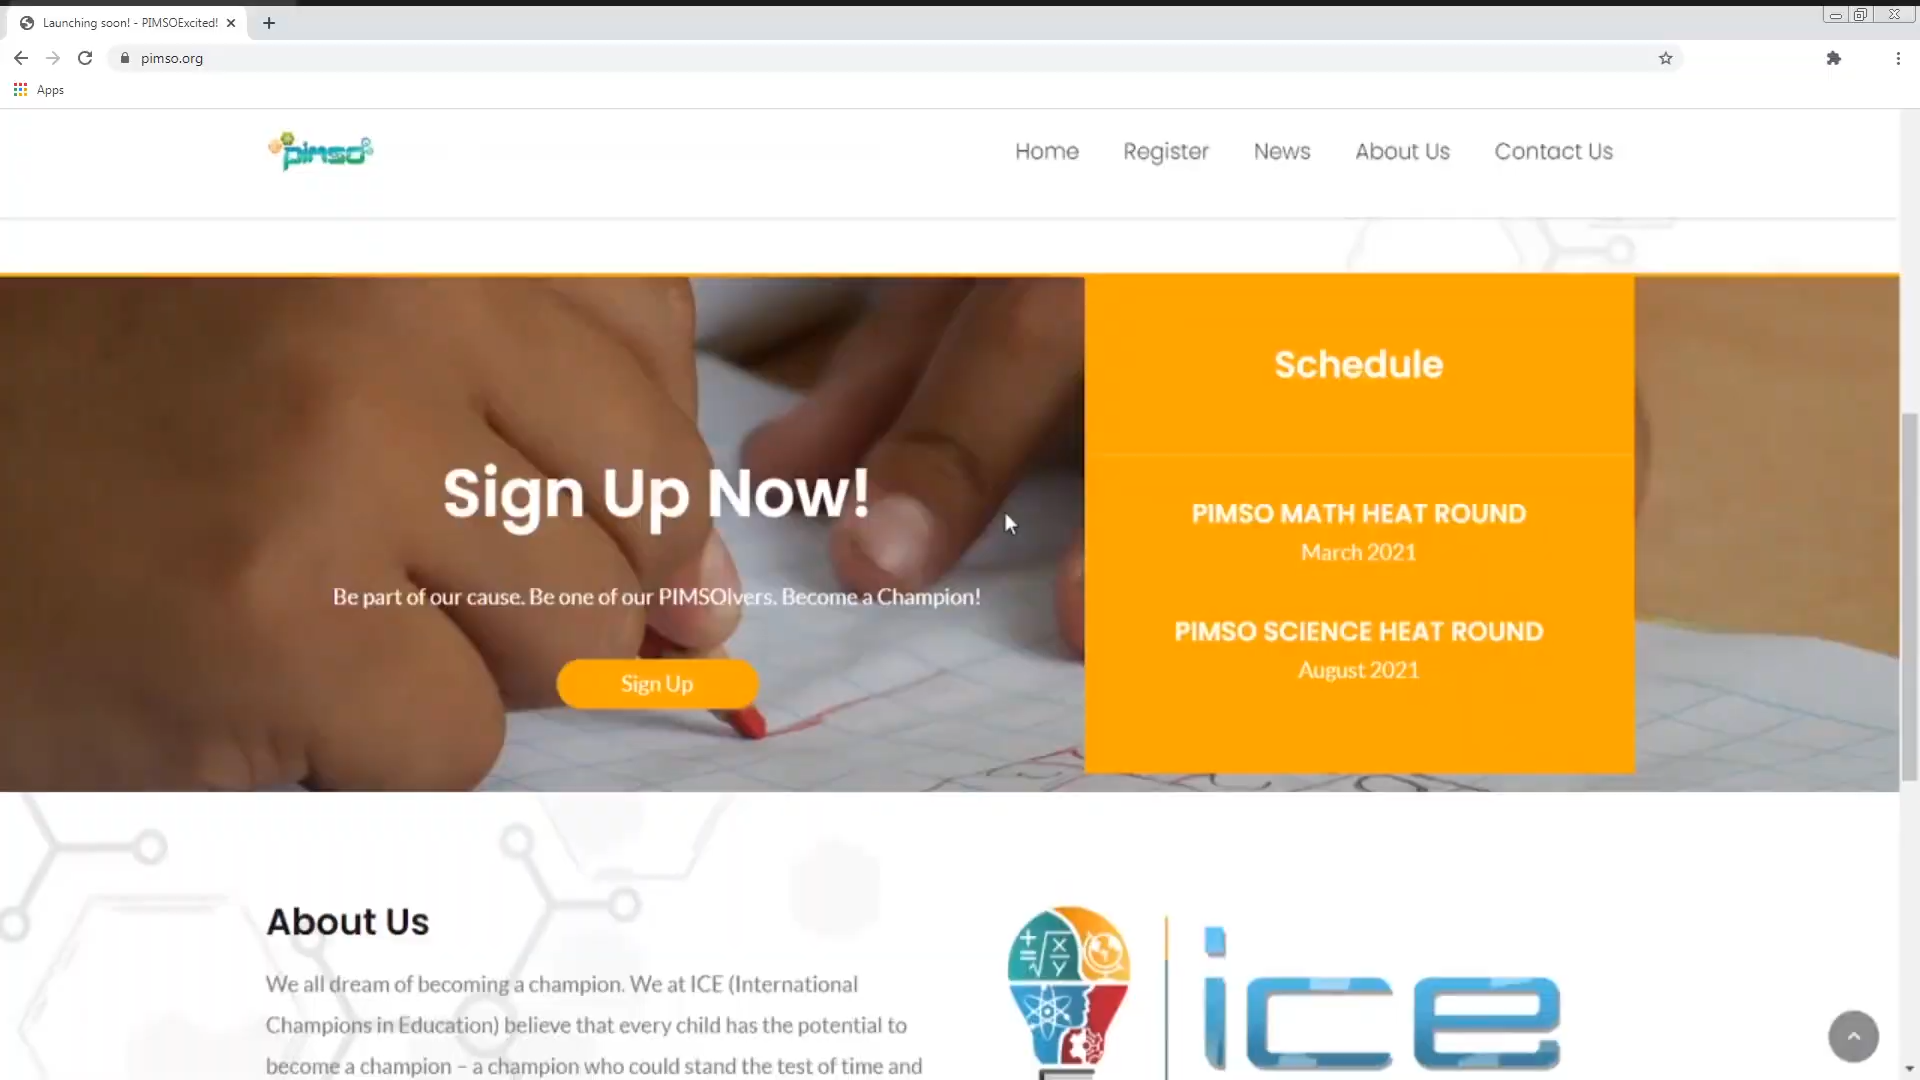 Launching soon! - PIMSOExcited!
pimso.org
Apps
pimso
Home Register News About Us Contact Us
Schedule
Sign Up Now!
PIMSO MATH HEAT ROUND
March 2021
Be part of our cause. Be one of our PIMSOlvers. Become a Champion!
PIMSO SCIENCE HEAT ROUND
August 2021
Sign Up
About Us
We all dream of becoming a champion. We at ICE (International
Champions in Education) believe that every child has the potential to
become a champion – a champion who could stand the test of time and
ice